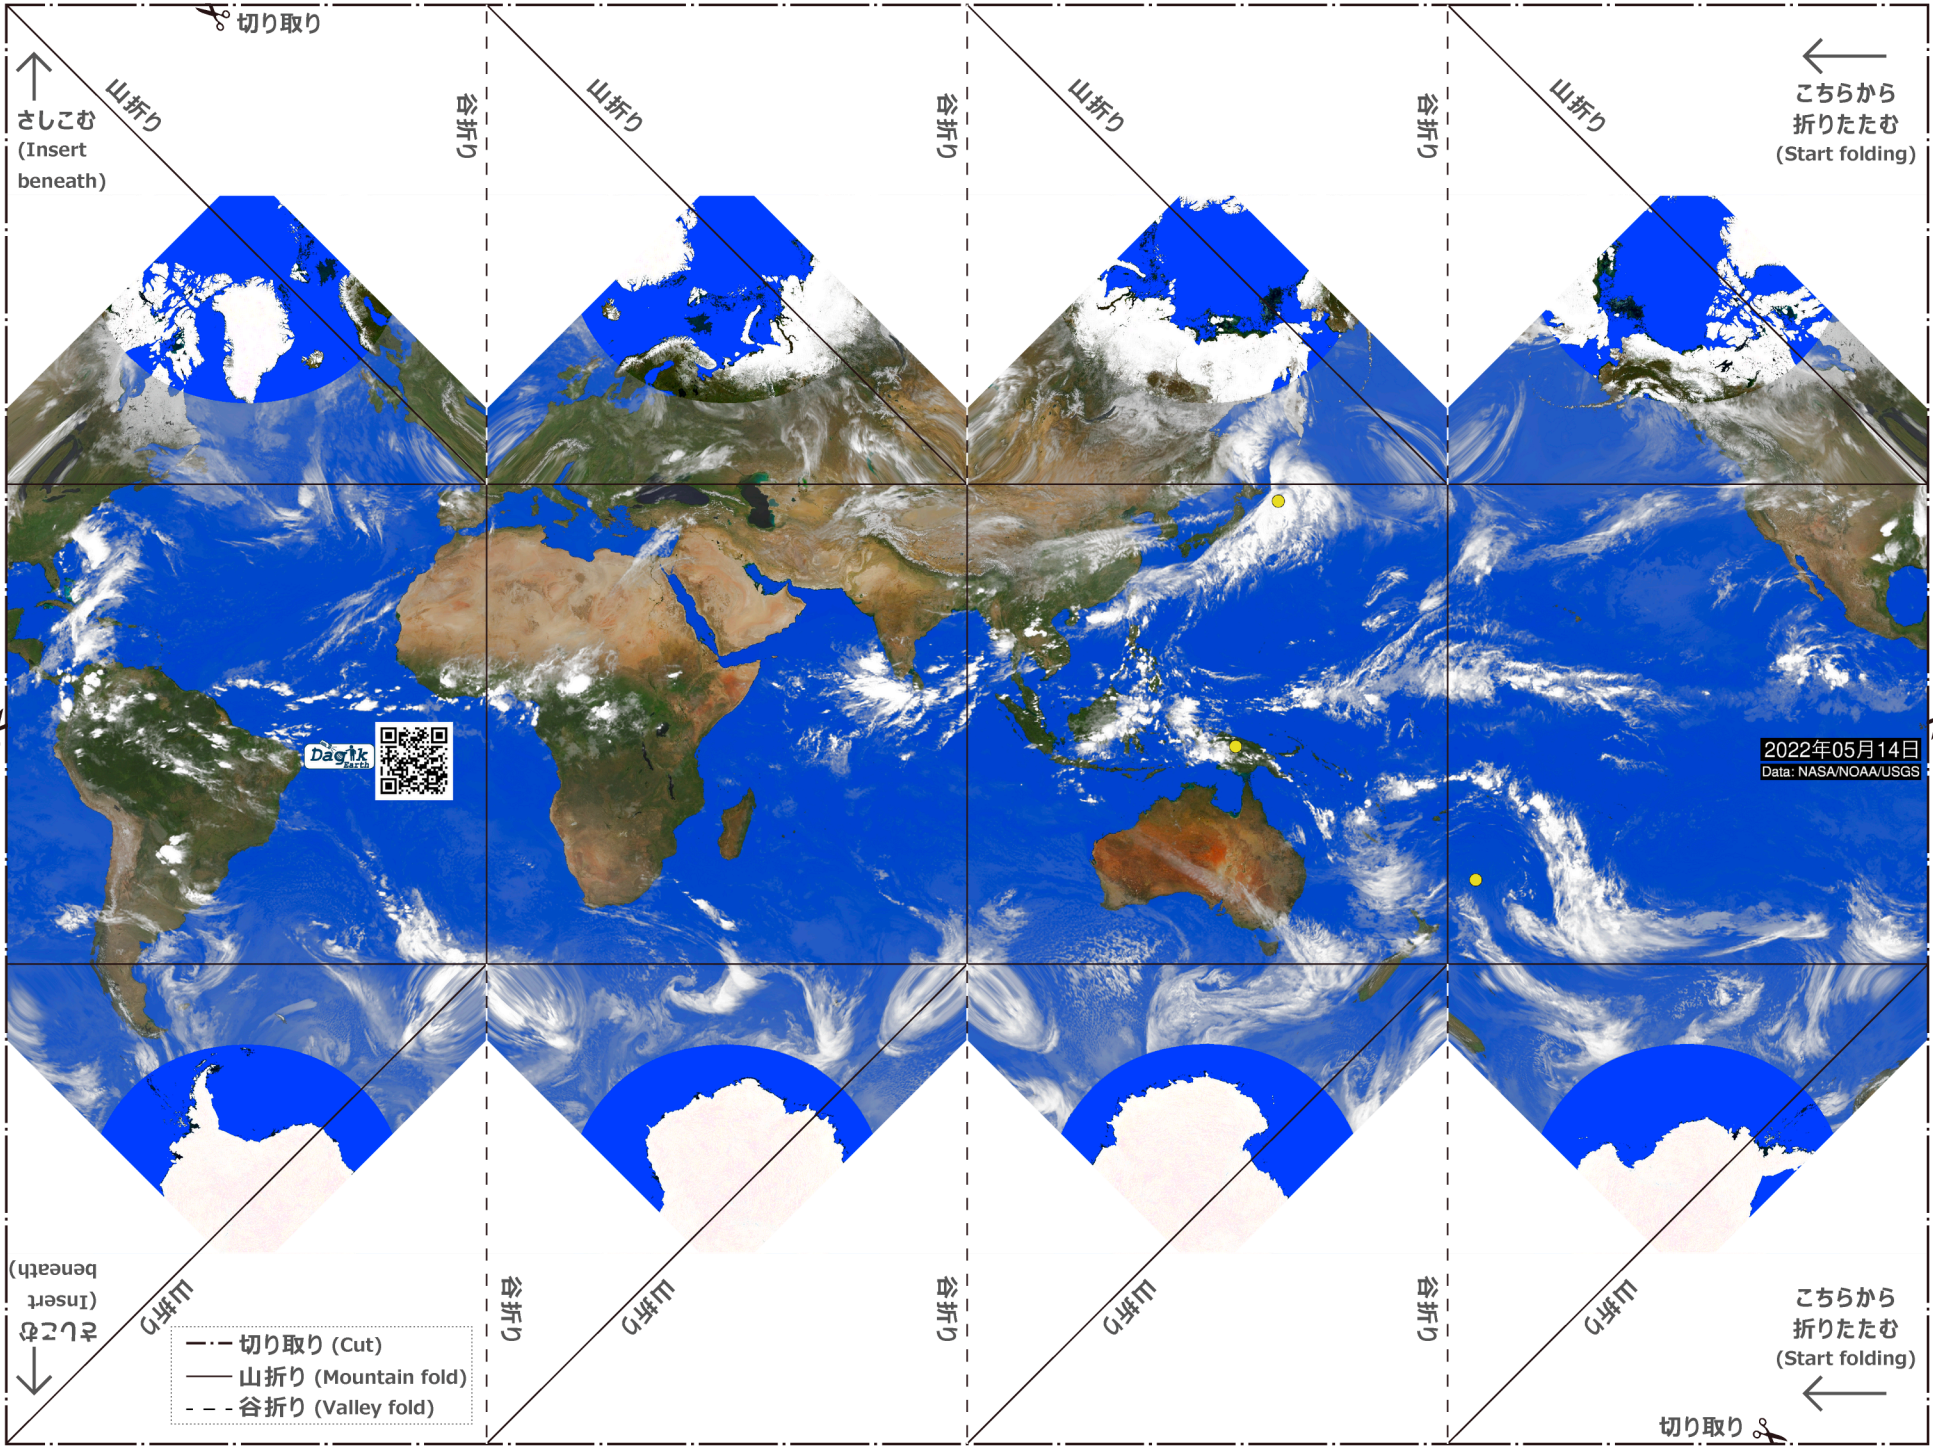 切り取り
さしこむ
(Insert
beneath)
山折り
谷折り
山折り
谷折り
山折り
谷折り
山折り
こちらから
折りたたむ
(Start folding)
Dagik
Earth
2022年05月14日
Data: NASA/NOAA/USGS
さしこむ
(Insert
beneath)
山折り
谷折り
山折り
谷折り
山折り
谷折り
山折り
こちらから
折りたたむ
(Start folding)
切り取り (Cut)
山折り (Mountain fold)
谷折り (Valley fold)
切り取り